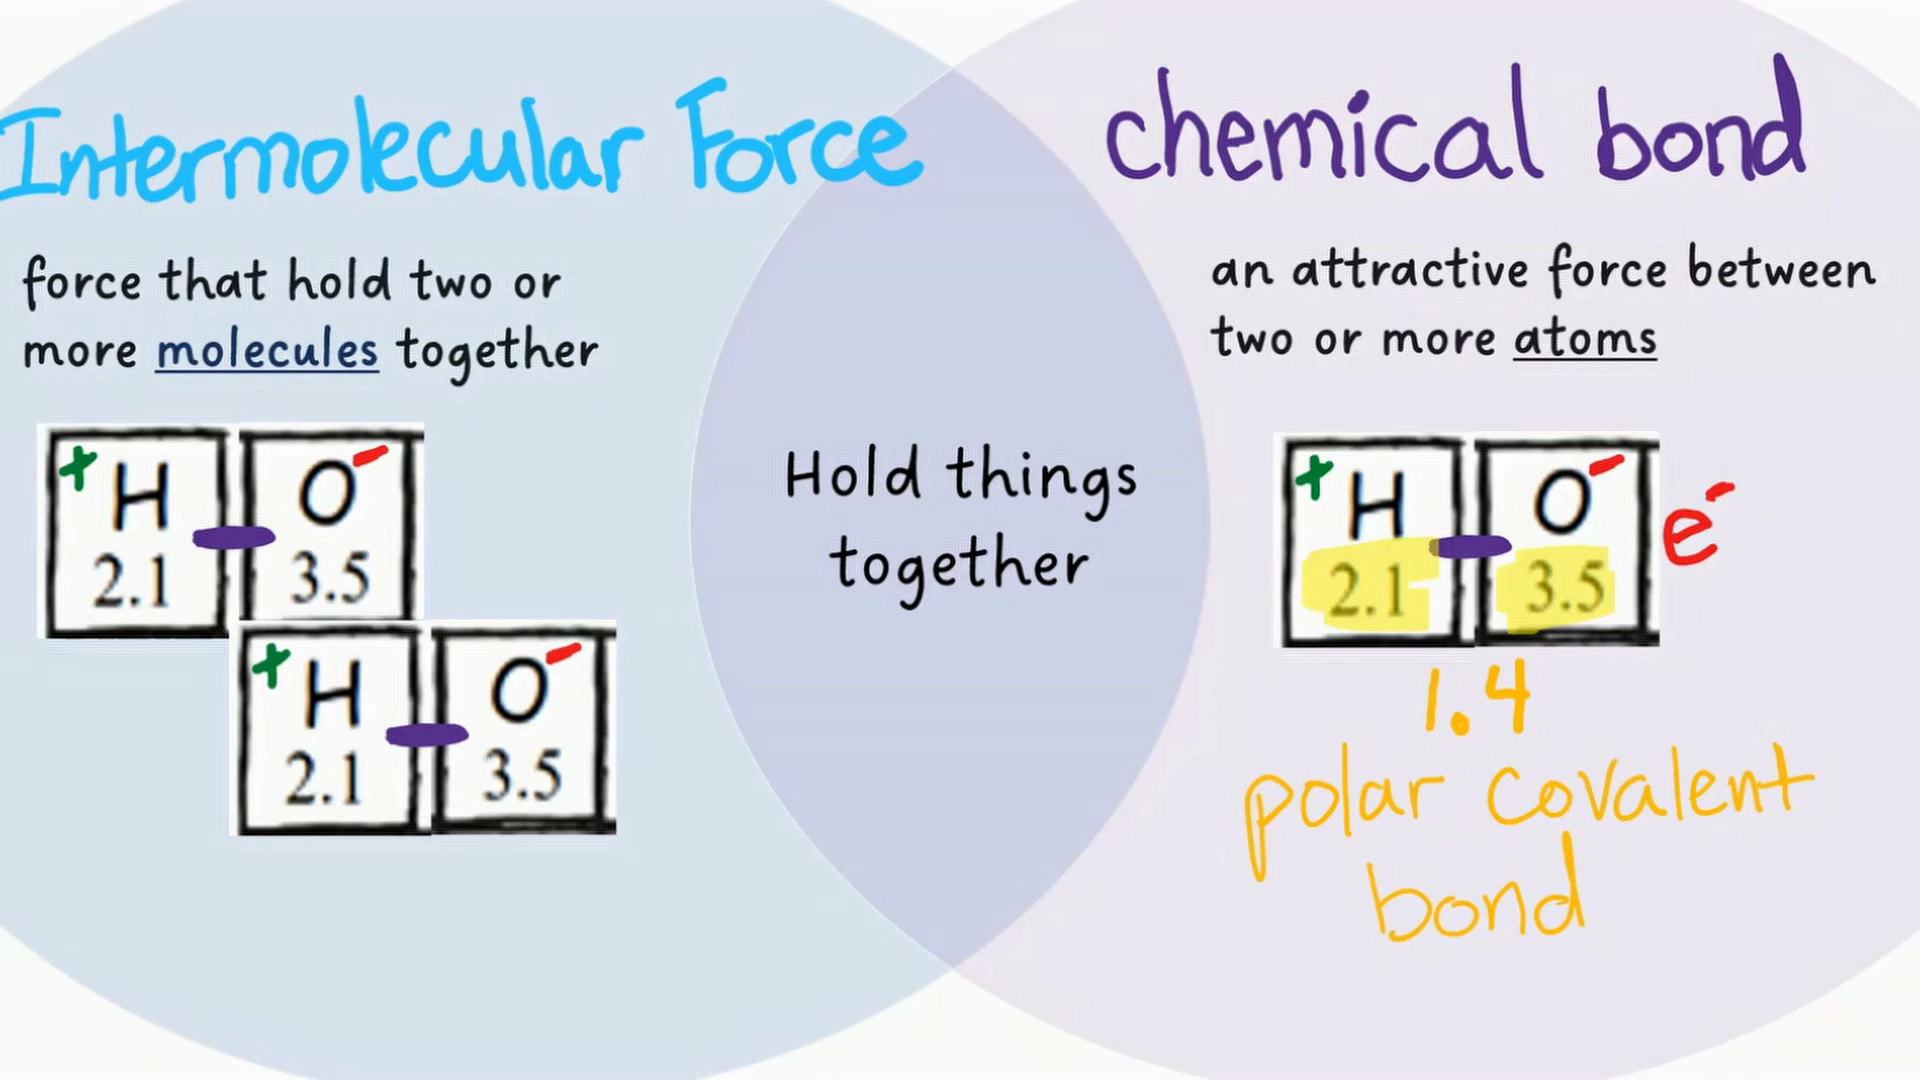 Intermolecular Force
force that hold two or
more molecules together
+ H O -
2.1 3.5
+ H O -
2.1 3.5
Hold things
together
chemical bond
an attractive force between
two or more atoms
+ H O - e-
2.1 3.5
1.4
polar covalent
bond